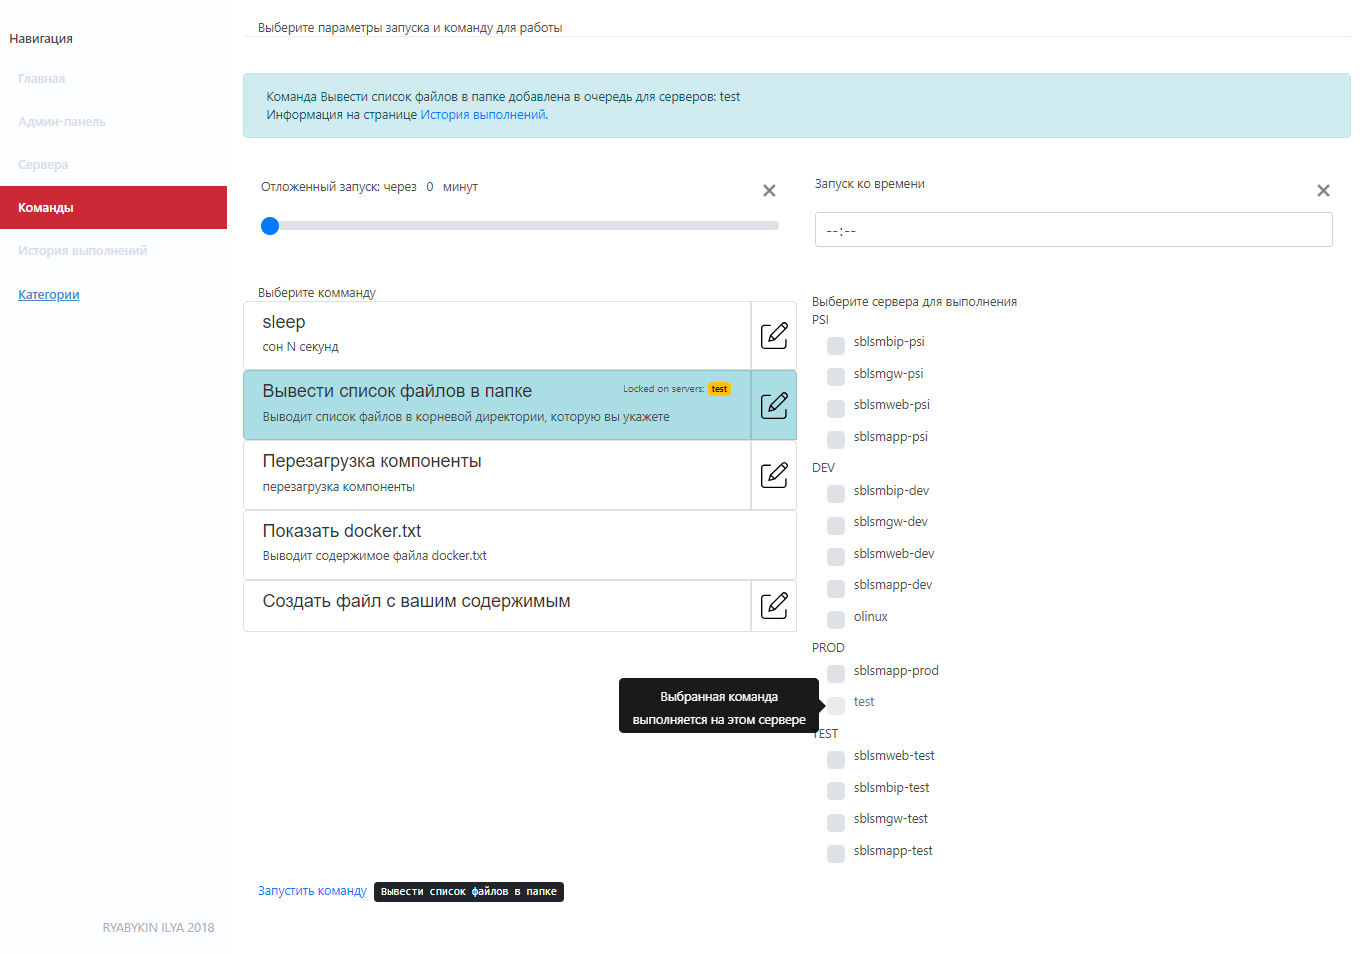 Навигация
Главная
Админ-панель
Сервера
Команды
История выполнений
Категории
RYABYKIN ILYA 2018
Выберите параметры запуска и команду для работы
Команда Вывести список файлов в папке добавлена в очередь для серверов: test
Информация на странице История выполнений.
Отложенный запуск: через 0 минут
Запуск ко времени
--:--
Выберите комманду
sleep
сон N секунд
Вывести список файлов в папке
Locked on servers: test
Выводит список файлов в корневой директории, которую вы укажете
Перезагрузка компоненты
перезагрузка компоненты
Показать docker.txt
Выводит содержимое файла docker.txt
Создать файл с вашим содержимым
Выберите сервера для выполнения
PSI
sblsmbip-psi
sblsmgw-psi
sblsmweb-psi
sblsmapp-psi
DEV
sblsmbip-dev
sblsmgw-dev
sblsmweb-dev
sblsmapp-dev
olinux
PROD
sblsmapp-prod
test
Выбранная команда
выполняется на этом сервере
TEST
sblsmweb-test
sblsmbip-test
sblsmgw-test
sblsmapp-test
Запустить команду Вывести список файлов в папке